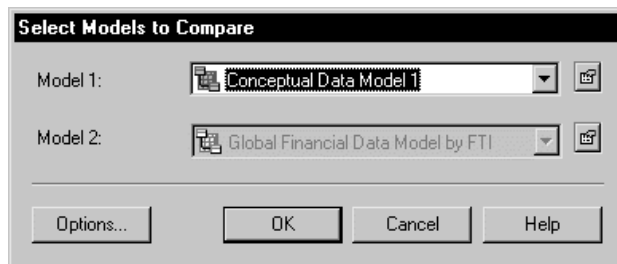 Select Models to Compare
Model 1: Conceptual Data Model 1
Model 2: Global Financial Data Model by FTI
Options... OK Cancel Help